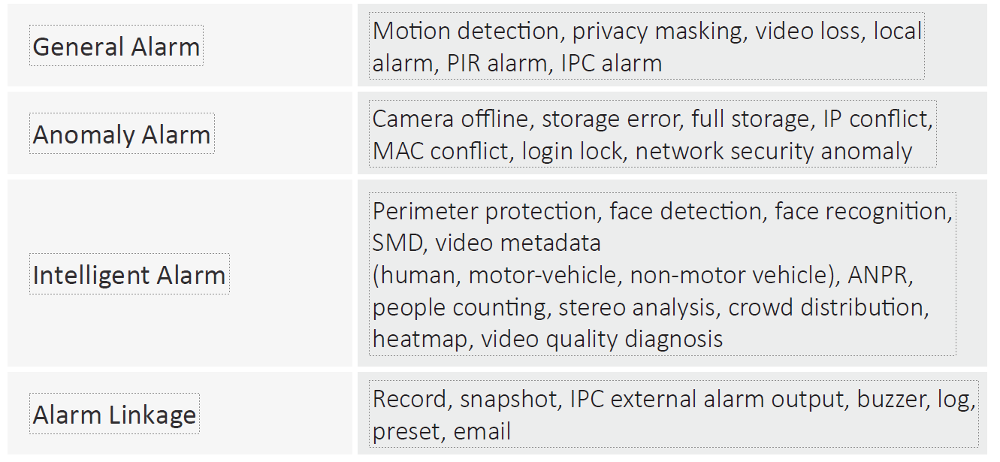 General Alarm
Motion detection, privacy masking, video loss, local
alarm, PIR alarm, IPC alarm
Anomaly Alarm
Camera offline, storage error, full storage, IP conflict,
MAC conflict, login lock, network security anomaly
Intelligent Alarm
Perimeter protection, face detection, face recognition,
SMD, video metadata
(human, motor-vehicle, non-motor vehicle), ANPR,
people counting, stereo analysis, crowd distribution,
heatmap, video quality diagnosis
Alarm Linkage
Record, snapshot, IPC external alarm output, buzzer, log,
preset, email